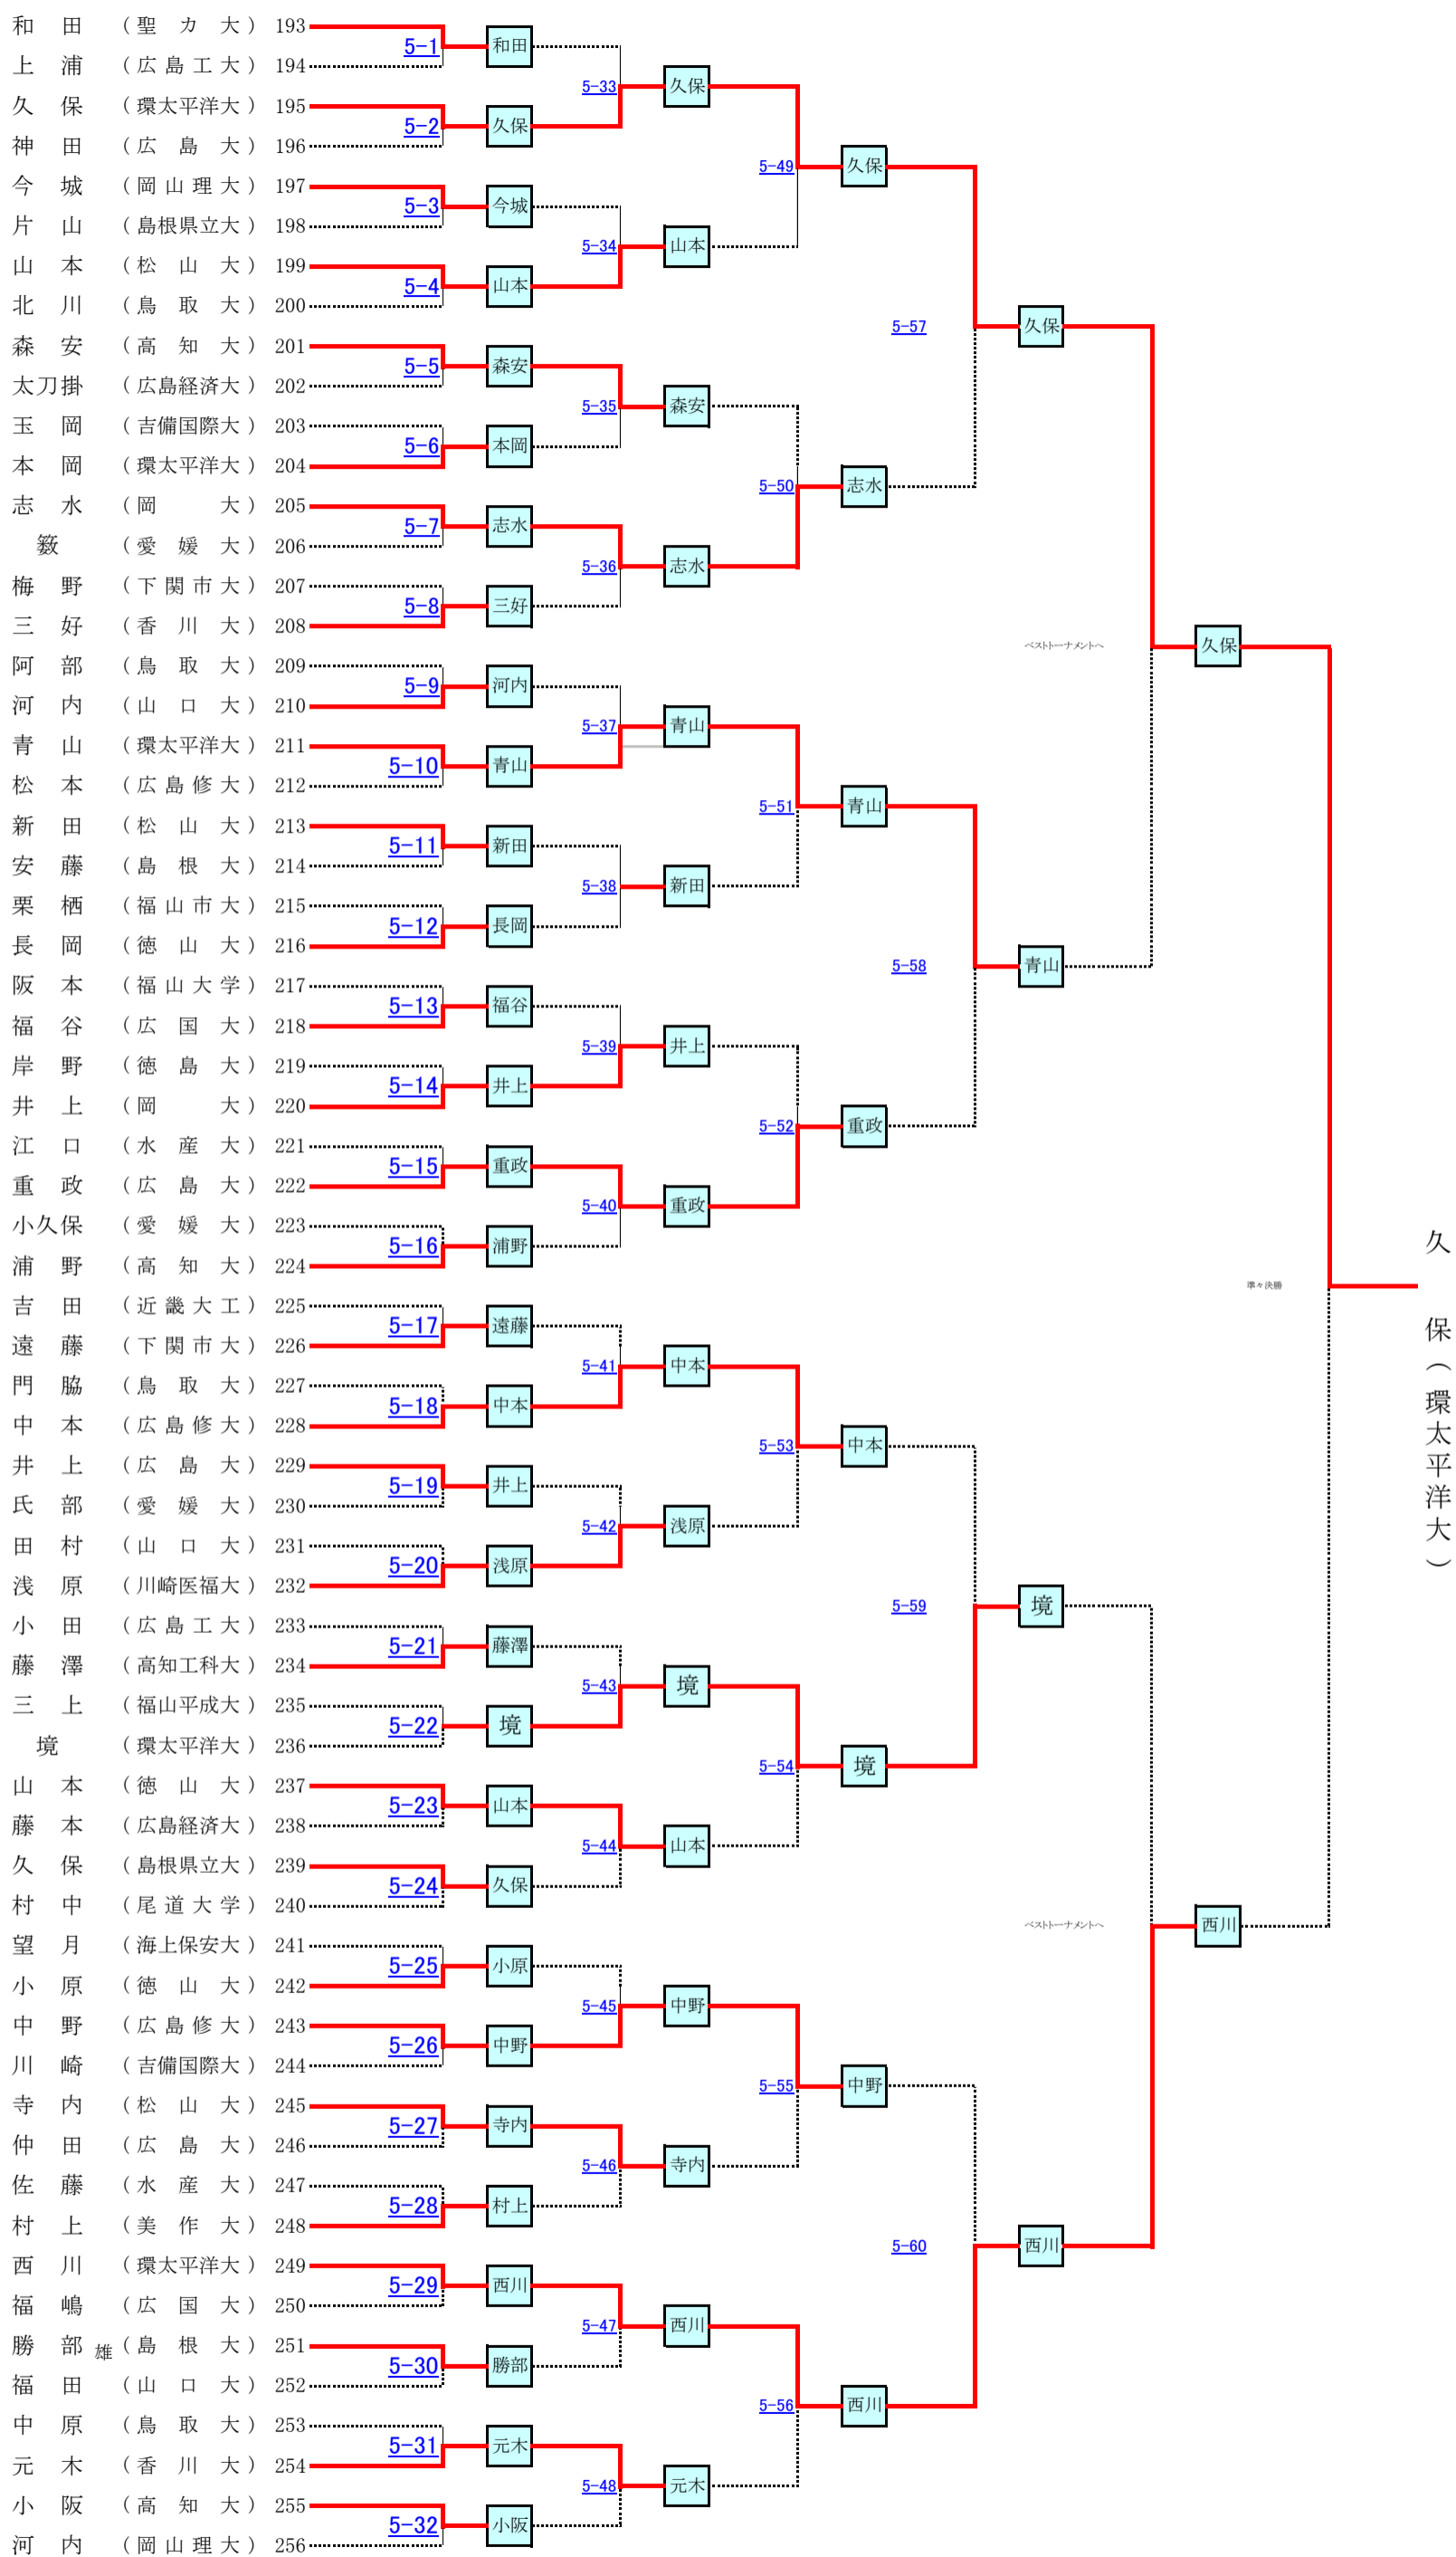 和田 (聖カ大) 193
上浦 (広島工大) 194
久保 (環太平洋大) 195
神田 (広島大) 196
今城 (岡山理大) 197
片山 (島根県立大) 198
山本 (松山大) 199
北川 (鳥取大) 200
森安 (高知大) 201
太刀掛 (広島経済大) 202
玉岡 (吉備国際大) 203
本岡 (環太平洋大) 204
志水 (岡大) 205
籔 (愛媛大) 206
梅野 (下関市大) 207
三好 (香川大) 208
阿部 (鳥取大) 209
河内 (山口大) 210
青山 (環太平洋大) 211
松本 (広島修大) 212
新田 (松山大) 213
安藤 (島根大) 214
栗栖 (福山市大) 215
長岡 (徳山大) 216
阪本 (福山大学) 217
福谷 (広国大) 218
岸野 (徳島大) 219
井上 (岡大) 220
江口 (水産大) 221
重政 (広島大) 222
小久保 (愛媛大) 223
浦野 (高知大) 224
吉田 (近畿大工) 225
遠藤 (下関市大) 226
門脇 (鳥取大) 227
中本 (広島修大) 228
井上 (広島大) 229
氏部 (愛媛大) 230
田村 (山口大) 231
浅原 (川崎医福大) 232
小田 (広島工大) 233
藤澤 (高知工科大) 234
三上 (福山平成大) 235
境 (環太平洋大) 236
山本 (徳山大) 237
藤本 (広島経済大) 238
久保 (島根県立大) 239
村中 (尾道大学) 240
望月 (海上保安大) 241
小原 (徳山大) 242
中野 (広島修大) 243
川崎 (吉備国際大) 244
寺内 (松山大) 245
仲田 (広島大) 246
佐藤 (水産大) 247
村上 (美作大) 248
西川 (環太平洋大) 249
福嶋 (広国大) 250
勝部雄 (島根大) 251
福田 (山口大) 252
中原 (鳥取大) 253
元木 (香川大) 254
小阪 (高知大) 255
河内 (岡山理大) 256
5-1
5-2
5-3
5-4
5-5
5-6
5-7
5-8
5-9
5-10
5-11
5-12
5-13
5-14
5-15
5-16
5-17
5-18
5-19
5-20
5-21
5-22
5-23
5-24
5-25
5-26
5-27
5-28
5-29
5-30
5-31
5-32
和田
久保
今城
山本
森安
本岡
志水
三好
河内
青山
新田
長岡
福谷
井上
重政
浦野
遠藤
中本
井上
浅原
藤澤
境
山本
久保
小原
中野
寺内
村上
西川
勝部
元木
小阪
5-33
5-34
5-35
5-36
5-37
5-38
5-39
5-40
5-41
5-42
5-43
5-44
5-45
5-46
5-47
5-48
久保
山本
森安
志水
青山
新田
井上
重政
中本
浅原
境
山本
中野
寺内
西川
元木
5-49
5-50
5-51
5-52
5-53
5-54
5-55
5-56
久保
志水
青山
重政
中本
境
中野
西川
5-57
5-58
5-59
5-60
久保
青山
境
西川
ベストトーナメントへ
ベストトーナメントへ
久保
西川
準々決勝
久保(環太平洋大)